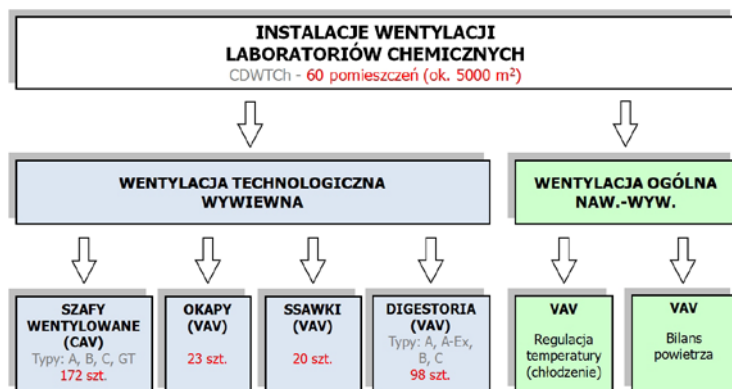 INSTALACJE WENTYLACJI
LABORATORIÓW CHEMICZNYCH
CDWTCh - 60 pomieszczeń (ok. 5000 m²)
WENTYLACJA TECHNOLOGICZNA
WYWIEWNA
WENTYLACJA OGÓLNA
NAW.-WYW.
SZAFY
WENTYLOWANE
(CAV)
Typy: A, B, C, GT
172 szt.
OKAPY
(VAV)
23 szt.
SSAWKI
(VAV)
20 szt.
DIGESTORIA
(VAV)
Typy: A, A-Ex,
B, C
98 szt.
VAV
Regulacja
temperatury
(chłodzenie)
VAV
Bilans
powietrza